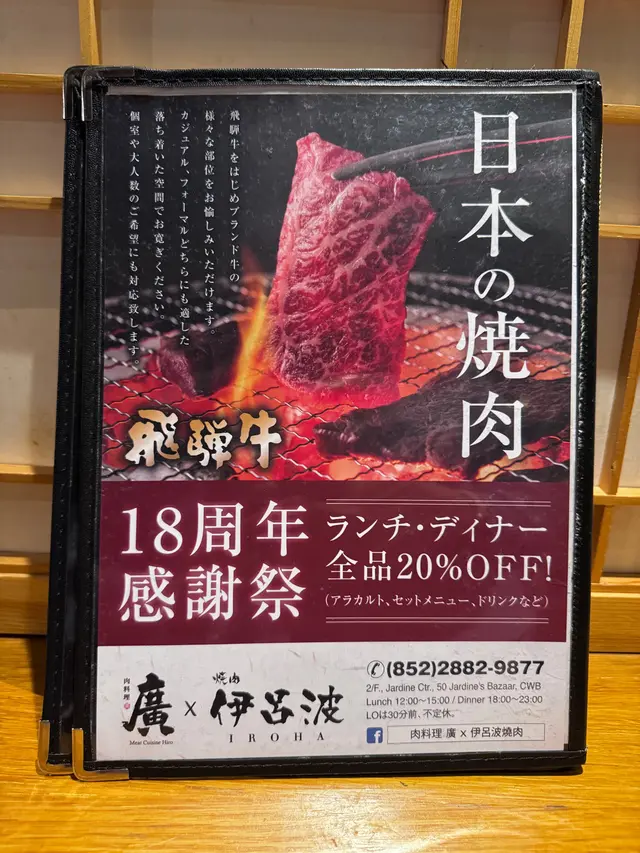 日本の焼肉
飛騨牛をはじめブランド牛の
様々な部位をお愉しみいただけます。
カジュアル、フォーマルどちらにも適した
落ち着いた空間でお寛ぎください。
個室や大人数のご希望にも対応致します。
飛騨牛
18周年
感謝祭
ランチ・ディナー
全品20%OFF!
(アラカルト、セットメニュー、ドリンクなど)
肉料理 廣
Meat Cuisine Hiro
x
焼肉
伊呂波
IROHA
(852)2882-9877
2/F., Jardine Ctr., 50 Jardine's Bazaar, CWB
Lunch 12:00~15:00 / Dinner 18:00~23:00
LOは30分前、不定休。
f 肉料理 廣 x 伊呂波燒肉